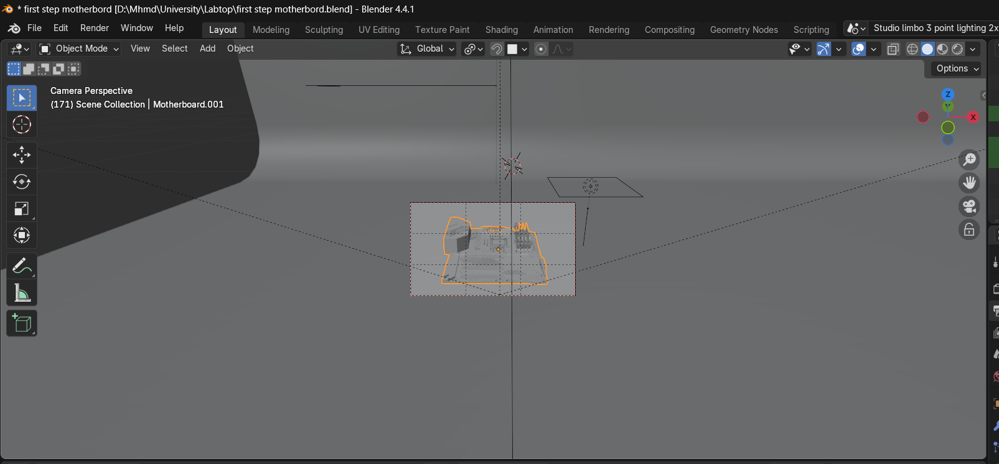 * first step motherbord [D:\Mhmd\University\Labtop\first step motherbord.blend] - Blender 4.4.1
File Edit Render Window Help Layout Modeling Sculpting UV Editing Texture Paint Shading Animation Rendering Compositing Geometry Nodes Scripting Studio limbo 3 point lighting 2x
Object Mode View Select Add Object Global
Options
Camera Perspective
(171) Scene Collection | Motherboard.001
Z
Y
X